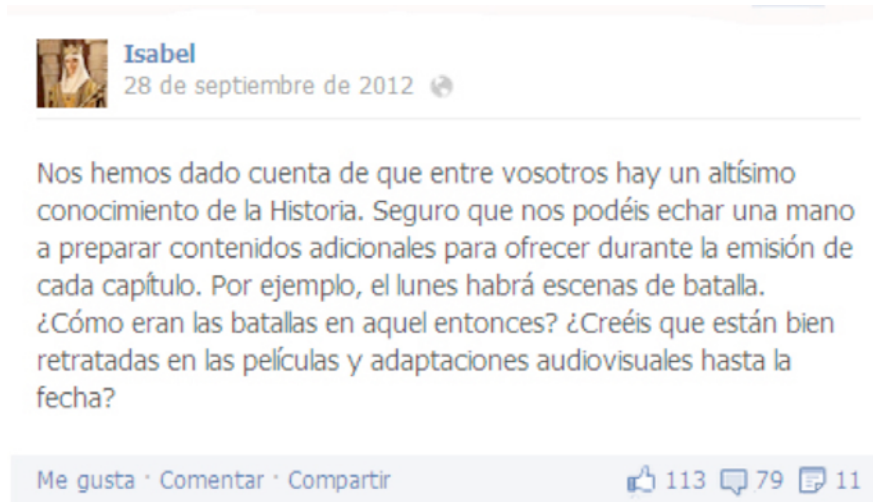 Isabel
28 de septiembre de 2012
Nos hemos dado cuenta de que entre vosotros hay un altísimo
conocimiento de la Historia. Seguro que nos podéis echar una mano
a preparar contenidos adicionales para ofrecer durante la emisión de
cada capítulo. Por ejemplo, el lunes habrá escenas de batalla.
¿Cómo eran las batallas en aquel entonces? ¿Creéis que están bien
retratadas en las películas y adaptaciones audiovisuales hasta la
fecha?
Me gusta · Comentar · Compartir 113 79 11